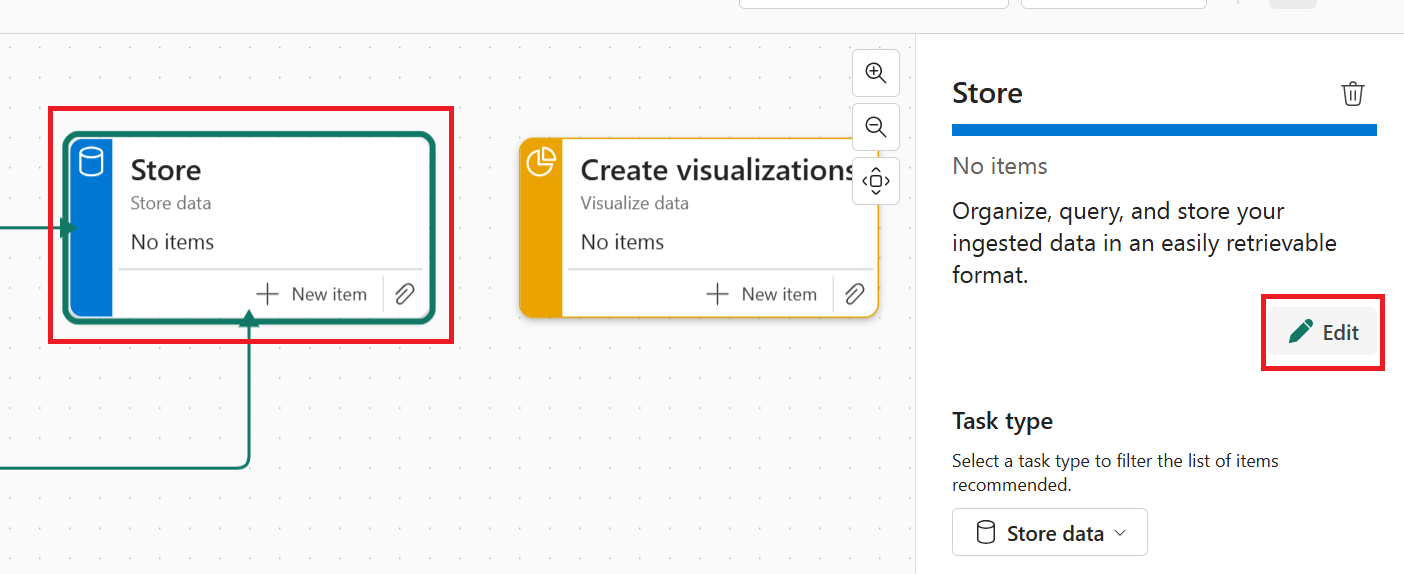 Store
Store data
No items
New item
Create visualizations
Visualize data
No items
New item
Store
No items
Organize, query, and store your
ingested data in an easily retrievable
format.
Edit
Task type
Select a task type to filter the list of items
recommended.
Store data